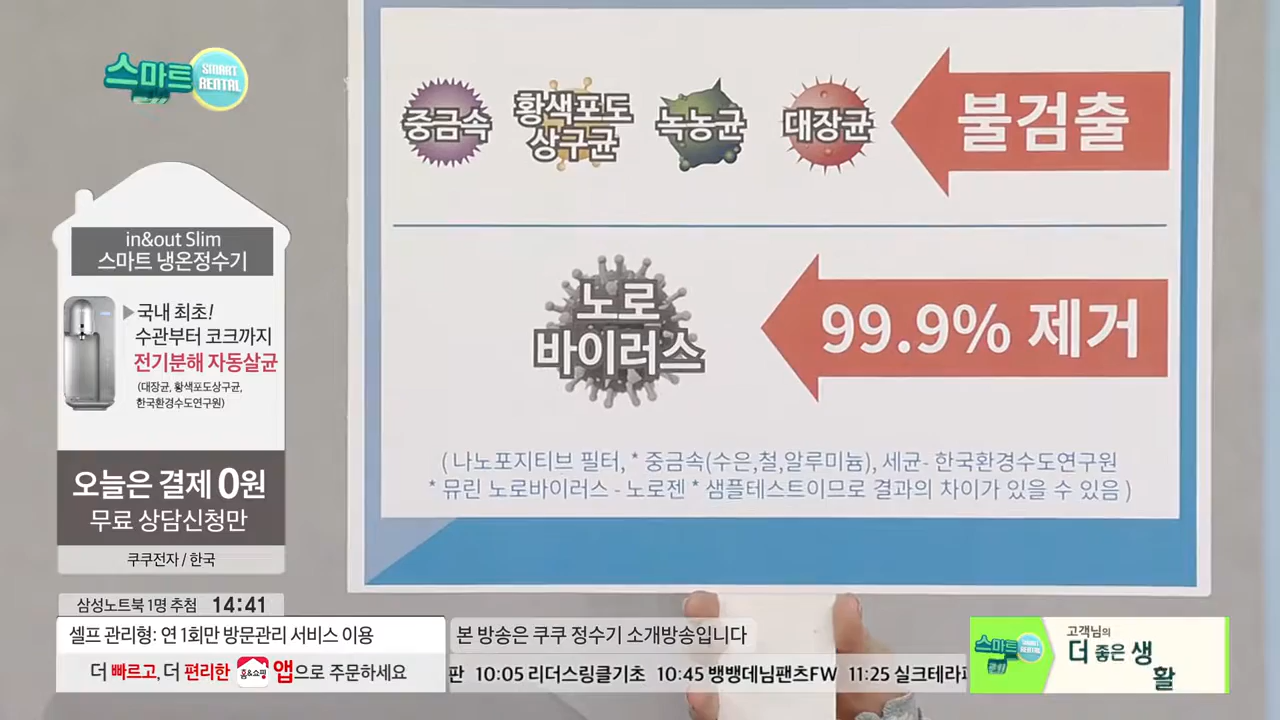 스마트
SMART
RENTAL
중금속
황색포도
상구균
녹농균
대장균
불검출
노로
바이러스
99.9% 제거
( 나노포지티브 필터, * 중금속(수은,철,알루미늄), 세균- 한국환경수도연구원
* 뮤린 노로바이러스 - 노로젠 * 샘플테스트이므로 결과의 차이가 있을 수 있음 )
in&out Slim
스마트 냉온정수기
▶국내 최초!
수관부터 코크까지
전기분해 자동살균
(대장균, 황색포도상구균,
한국환경수도연구원)
오늘은 결제 0원
무료 상담신청만
쿠쿠전자 / 한국
삼성노트북 1명 추첨 14:41
셀프 관리형: 연 1회만 방문관리 서비스 이용
더 빠르고, 더 편리한 홈&쇼핑 앱으로 주문하세요
본 방송은 쿠쿠 정수기 소개방송입니다
판 10:05 리더스링클기초 10:45 뱅뱅데님팬츠FW 11:25 실크테라피
스마트
SMART
RENTAL
렌탈
고객님의
더 좋은 생
활